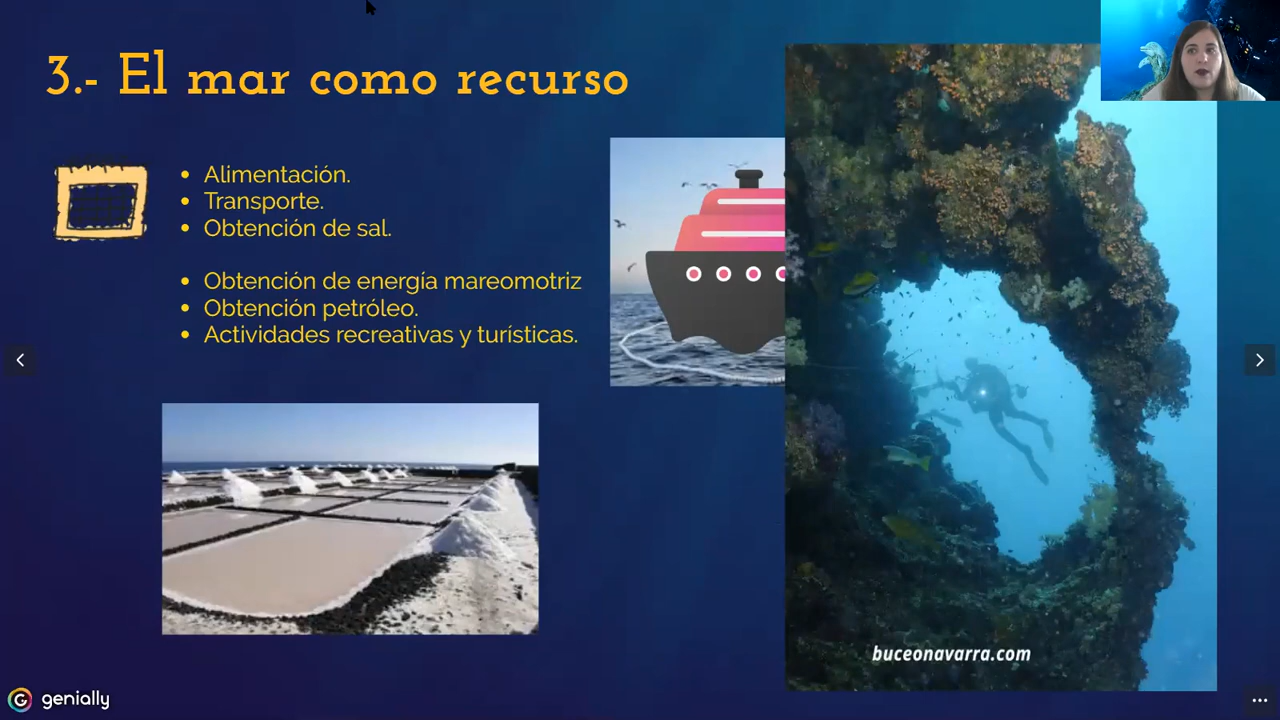 3.- El mar como recurso
Alimentación.
Transporte.
Obtención de sal.
Obtención de energía mareomotriz
Obtención petróleo.
Actividades recreativas y turísticas.
buceonavarra.com
genially